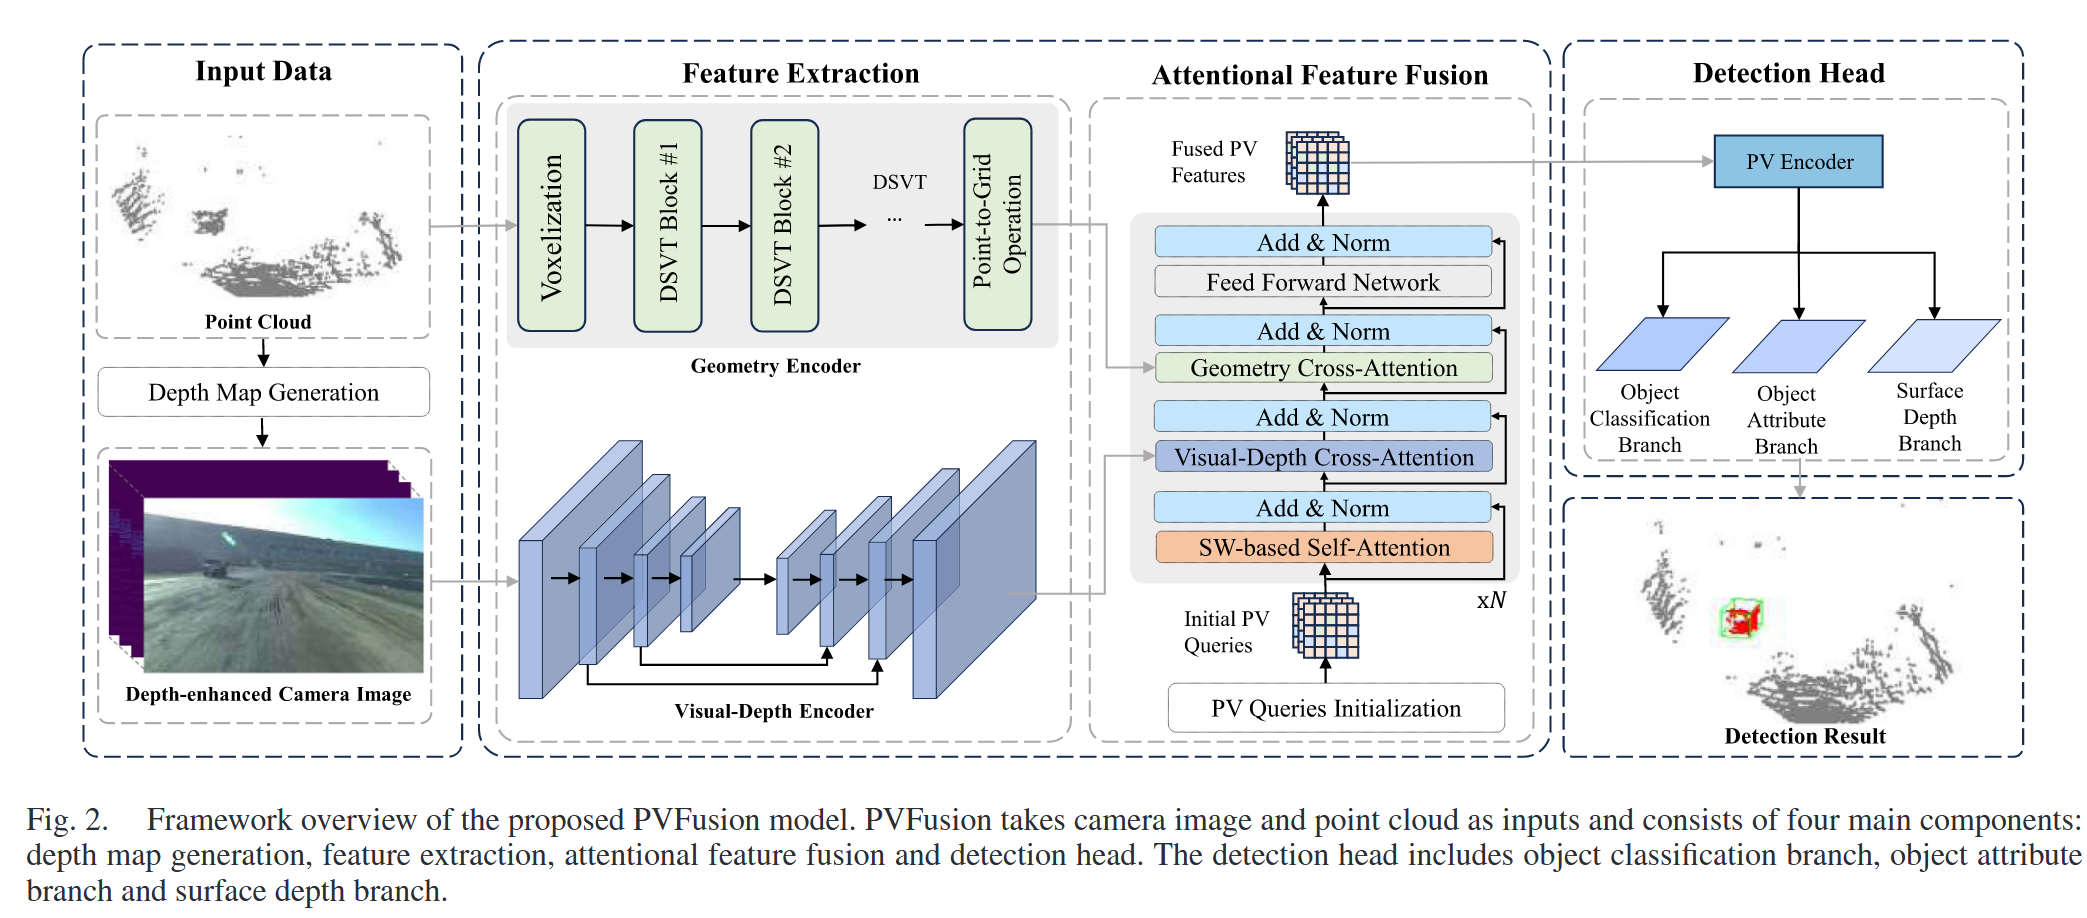 Input Data
Point Cloud
Depth Map Generation
Depth-enhanced Camera Image
Feature Extraction
Voxelization
DSVT Block #1
DSVT Block #2
DSVT
...
Point-to-Grid
Operation
Geometry Encoder
Visual-Depth Encoder
Attentional Feature Fusion
Fused PV
Features
Add & Norm
Feed Forward Network
Add & Norm
Geometry Cross-Attention
Add & Norm
Visual-Depth Cross-Attention
Add & Norm
SW-based Self-Attention
xN
Initial PV
Queries
PV Queries Initialization
Detection Head
PV Encoder
Object
Classification
Branch
Object
Attribute
Branch
Surface
Depth
Branch
Detection Result
Fig. 2. Framework overview of the proposed PVFusion model. PVFusion takes camera image and point cloud as inputs and consists of four main components:
depth map generation, feature extraction, attentional feature fusion and detection head. The detection head includes object classification branch, object attribute
branch and surface depth branch.